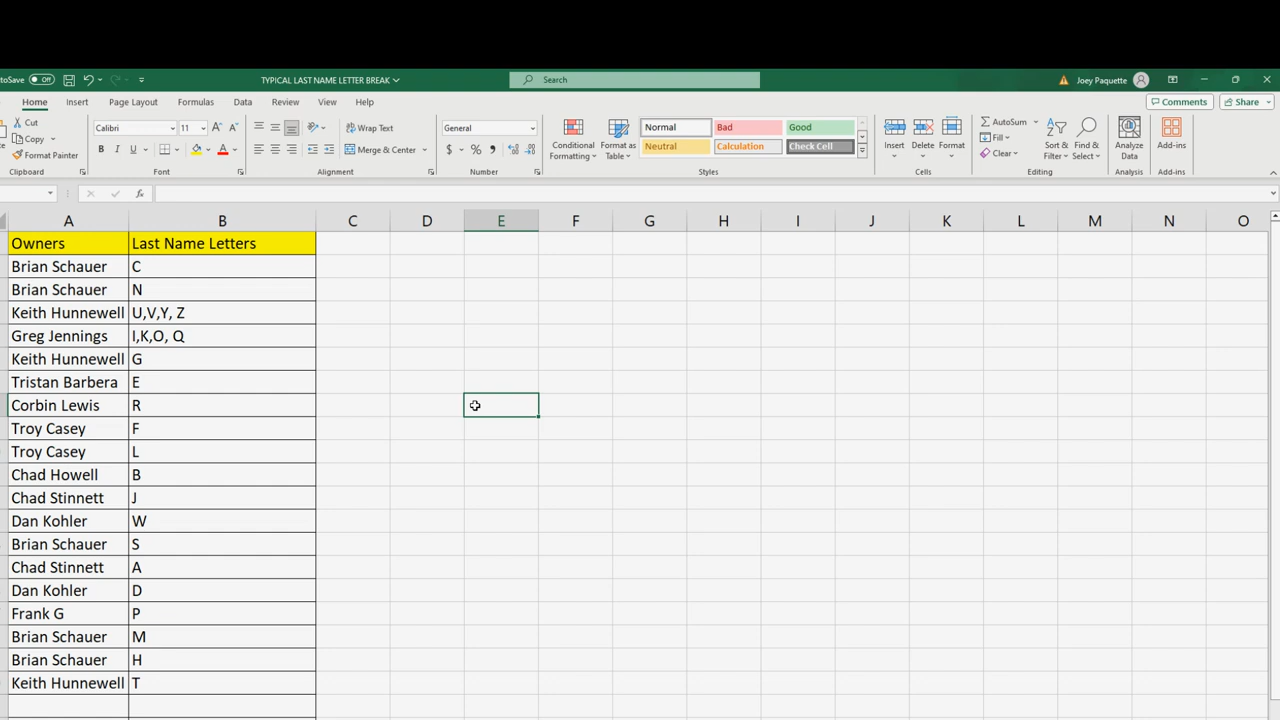 toSave Off TYPICAL LAST NAME LETTER BREAK Search Joey Paquette
Home Insert Page Layout Formulas Data Review View Help Comments Share
Cut Calibri 11 A A Wrap Text General Normal Bad Good AutoSum
Copy Fill
Format Painter B I U A Merge & Center $ % Neutral Calculation Check Cell Clear
Conditional Formatting Format as Table Insert Delete Format Sort & Filter Find & Select Analyze Data Add-ins
Clipboard Font Alignment Number Styles Cells Editing Analysis Add-ins
fx
A B C D E F G H I J K L M N O
Owners Last Name Letters
Brian Schauer C
Brian Schauer N
Keith Hunnewell U,V,Y, Z
Greg Jennings I,K,O, Q
Keith Hunnewell G
Tristan Barbera E
Corbin Lewis R
Troy Casey F
Troy Casey L
Chad Howell B
Chad Stinnett J
Dan Kohler W
Brian Schauer S
Chad Stinnett A
Dan Kohler D
Frank G P
Brian Schauer M
Brian Schauer H
Keith Hunnewell T